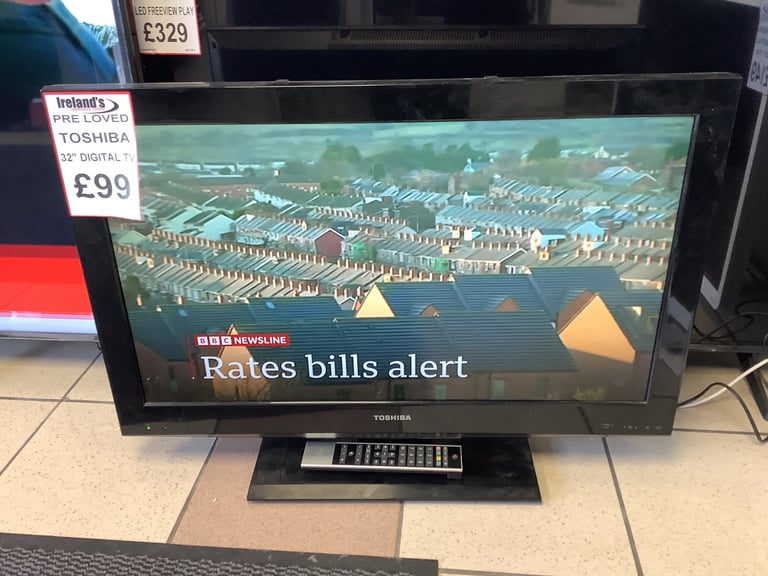 LED FREEVIEW PLAY
£329
Ireland's
PRE LOVED
TOSHIBA
32" DIGITAL TV
£99
BBC NEWSLINE
Rates bills alert
TOSHIBA